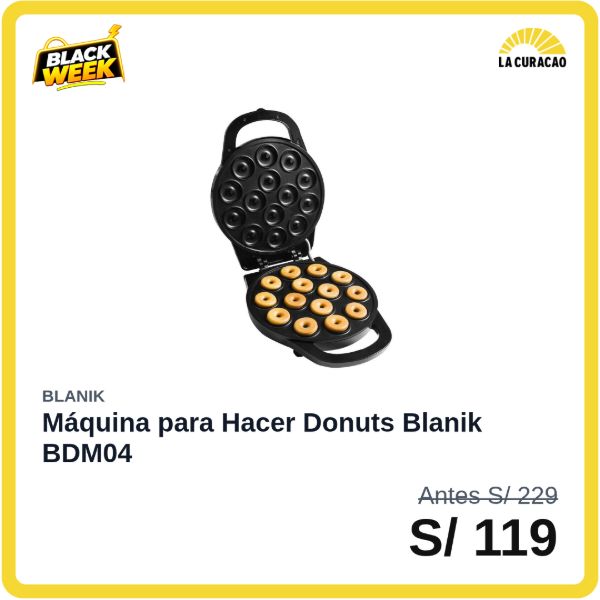 BLACK
WEEK
LA CURACAO
BLANIK
Máquina para Hacer Donuts Blanik
BDM04
Antes S/ 229
S/ 119